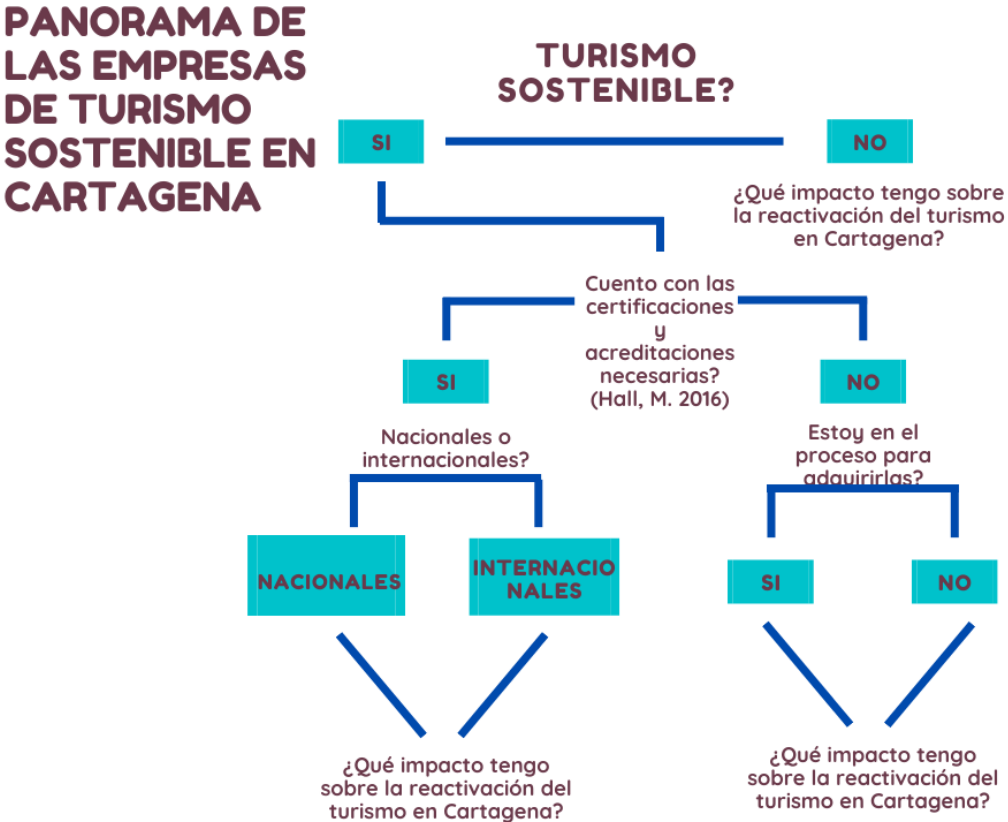 PANORAMA DE
LAS EMPRESAS
DE TURISMO
SOSTENIBLE EN
CARTAGENA
TURISMO
SOSTENIBLE?
SI
NO
¿Qué impacto tengo sobre
la reactivación del turismo
en Cartagena?
Cuento con las
certificaciones
y
acreditaciones
necesarias?
(Hall, M. 2016)
SI
NO
Nacionales o
internacionales?
Estoy en el
proceso para
adquirirlas?
NACIONALES
INTERNACIO
NALES
SI
NO
¿Qué impacto tengo
sobre la reactivación del
turismo en Cartagena?
¿Qué impacto tengo
sobre la reactivación del
turismo en Cartagena?